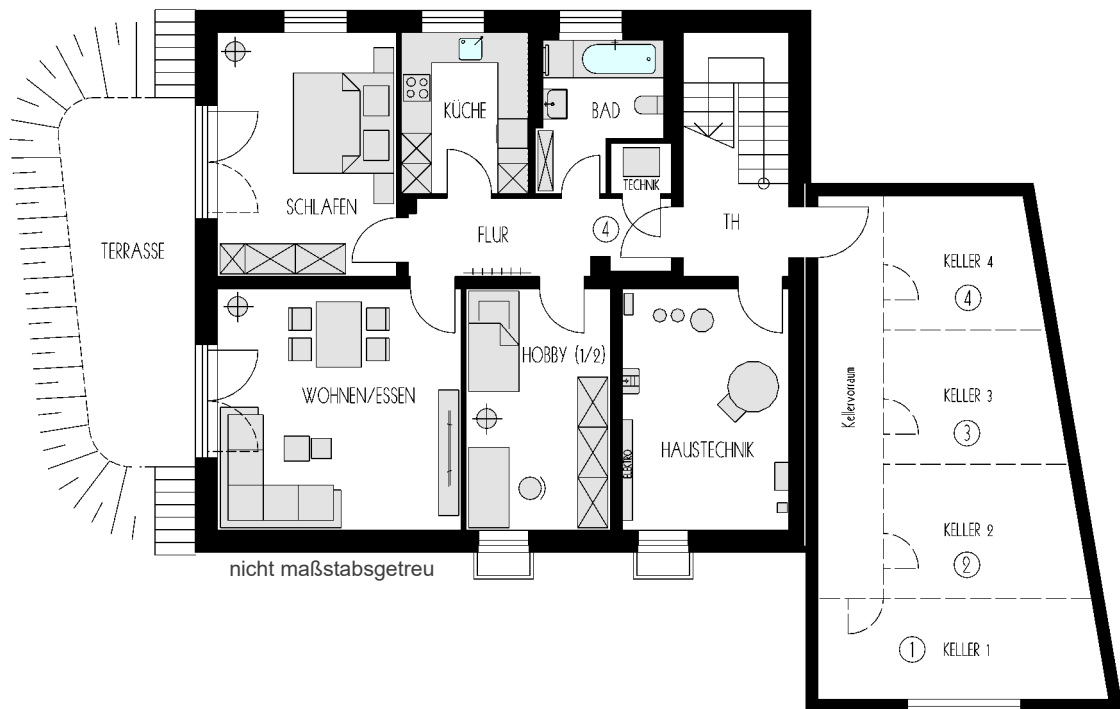 KÜCHE
BAD
TECHNIK
SCHLAFEN
FLUR
4
TH
TERRASSE
KELLER 4
4
HOBBY (1/2)
WOHNEN/ESSEN
KELLER 3
Kellervorraum
3
HAUSTECHNIK
ELEKTRO
KELLER 2
2
nicht maßstabsgetreu
1 KELLER 1